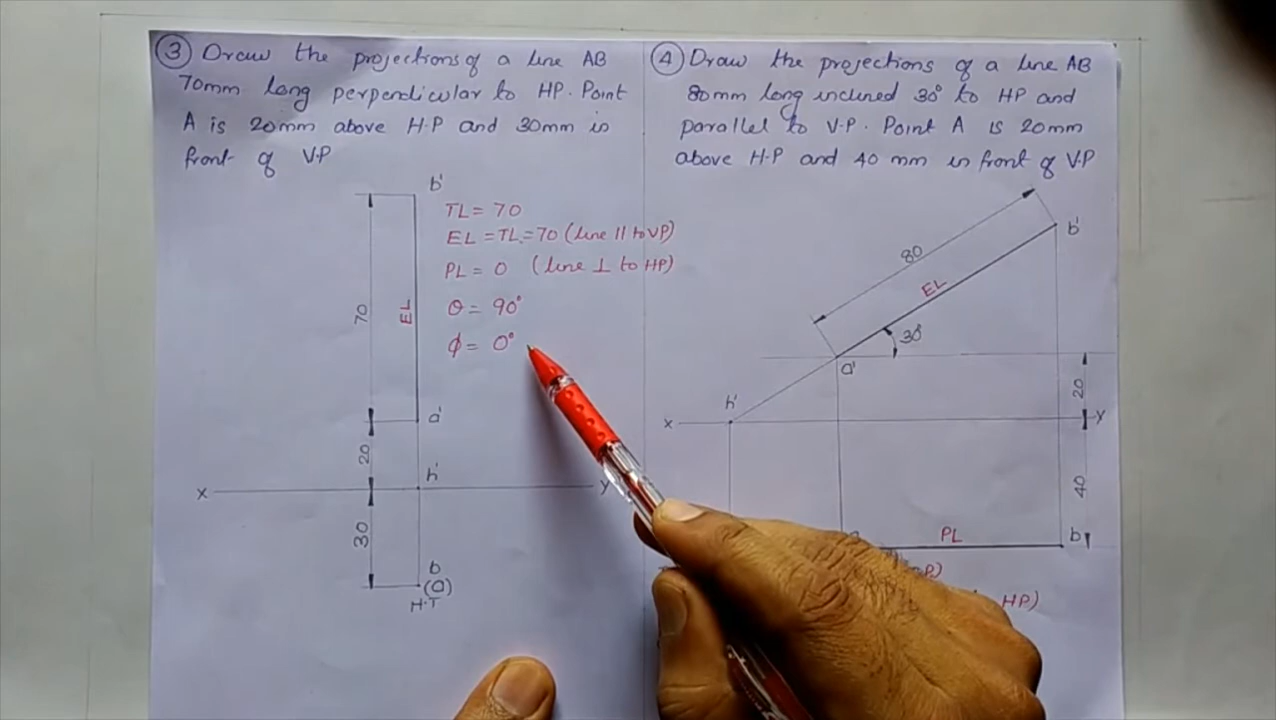 ③ Draw the projections of a line AB
70mm long perpendicular to HP. Point
A is 20mm above H.P and 30mm in
front of V.P
b'
TL = 70
EL = TL = 70 (line || to VP)
PL = 0 (line ⊥ to HP)
θ = 90°
ϕ = 0°
70
EL
a'
20
h'
X
Y
30
b
(a)
H.T
④ Draw the projections of a line AB
80mm long inclined 30° to HP and
parallel to V.P. Point A is 20mm
above H.P and 40 mm in front of V.P
b'
80
EL
30°
a'
h'
20
X
Y
40
PL
b
P)
HP)